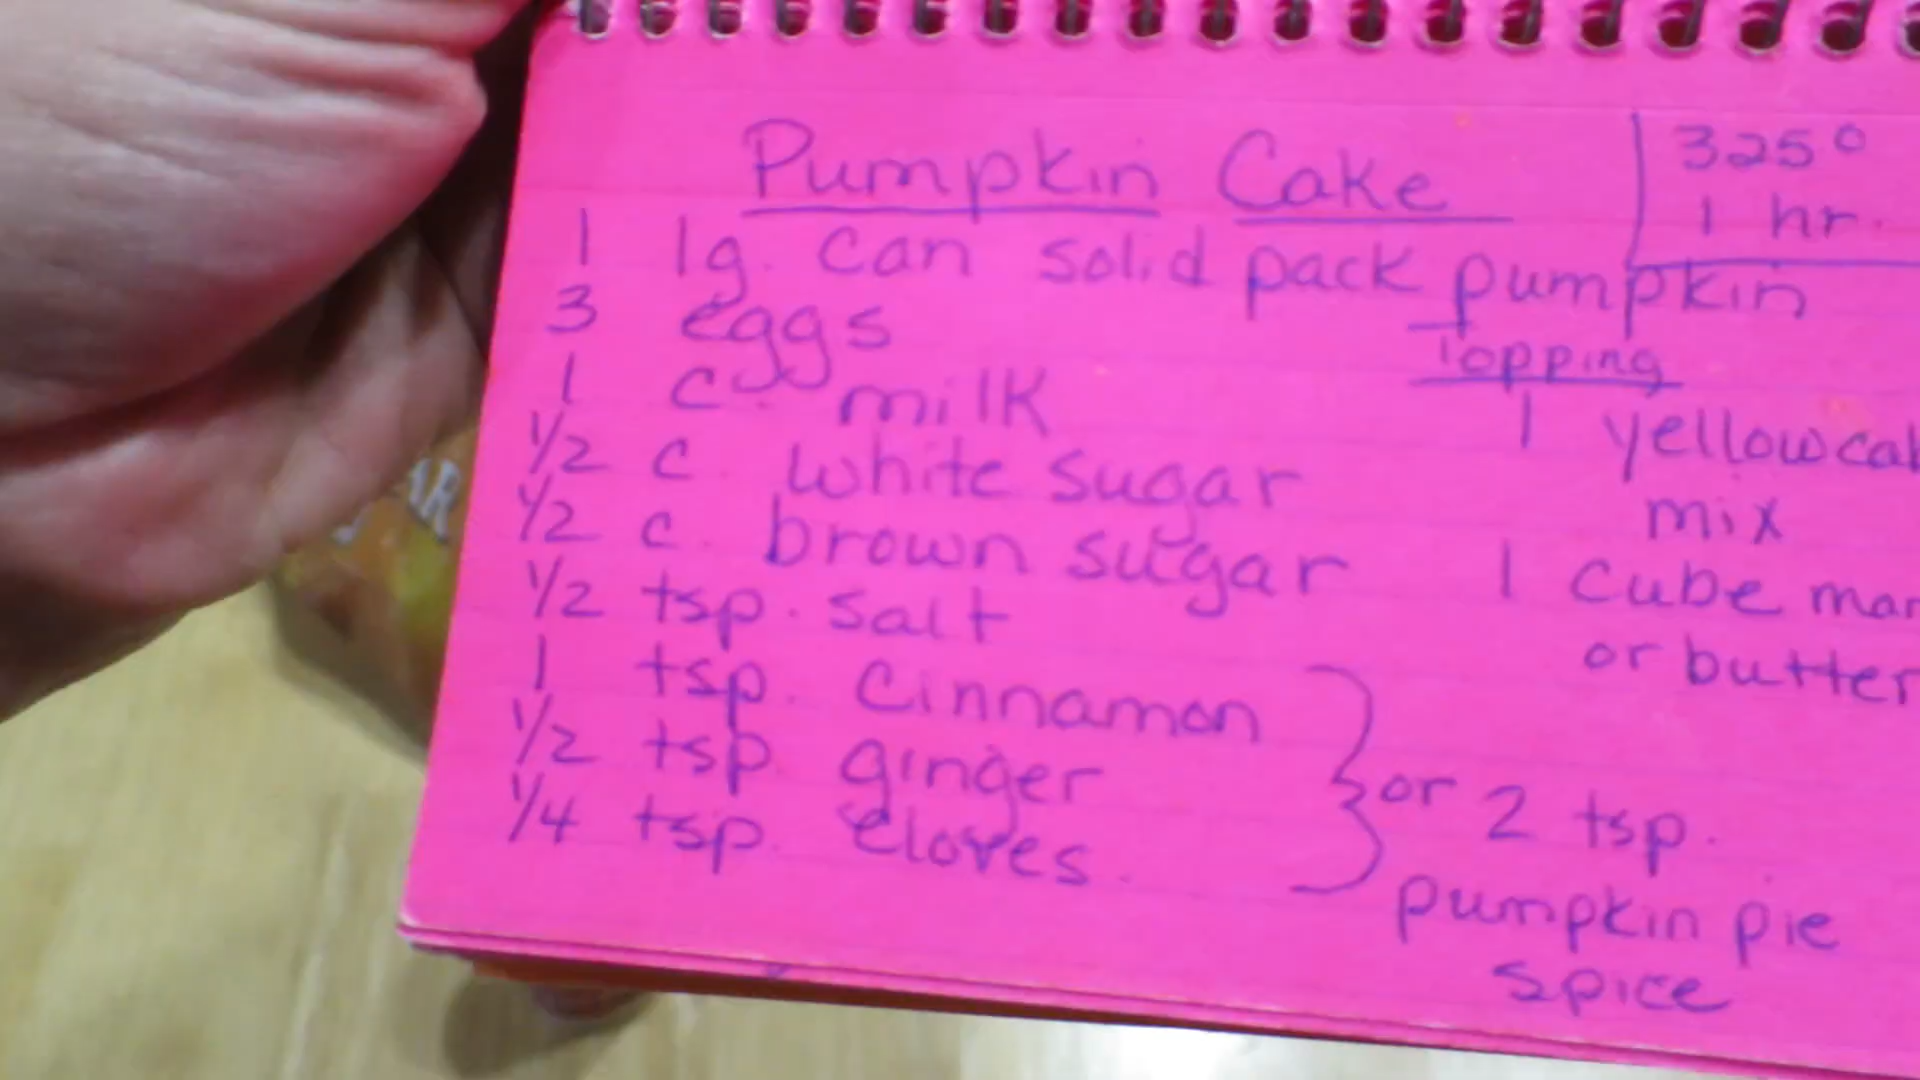 Pumpkin Cake
325°
1 hr.
1 lg. can solid pack pumpkin
3 eggs
1 c. milk
1/2 c. white sugar
1/2 c. brown sugar
1/2 tsp. salt
1 tsp. cinnamon
1/2 tsp. ginger
1/4 tsp. cloves.
} or 2 tsp.
pumpkin pie
spice
Topping
1 yellow
mix
1 cube
or butter